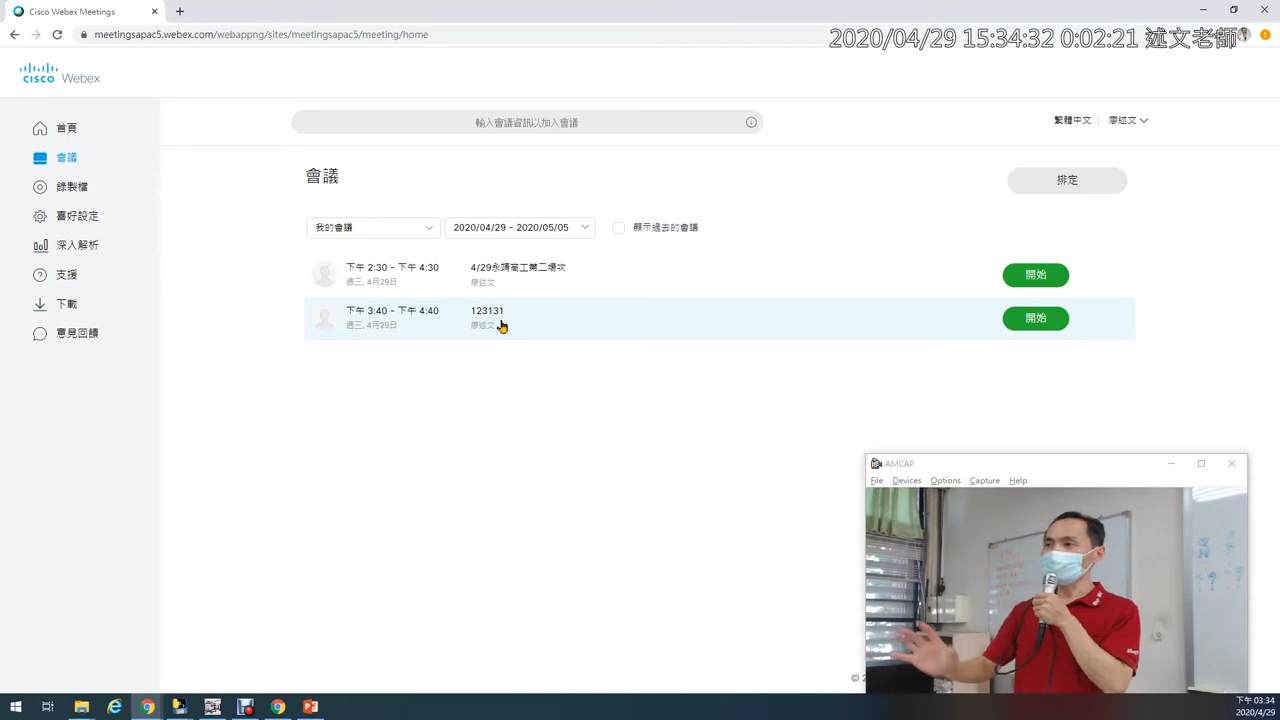 Cisco Webex Meetings
meetingsapac5.webex.com/webappng/sites/meetingsapac5/meeting/home
2020/04/29 15:34:32 0:02:21 述文老師
CISCO Webex
首頁
會議
錄製檔
喜好設定
深入解析
支援
下載
意見回饋
輸入會議資訊以加入會議
繁體中文
廖述文
會議
排定
我的會議
2020/04/29 - 2020/05/05
顯示過去的會議
下午 2:30 - 下午 4:30
4/29永靖高工第二場次
週三, 4月29日
廖述文
開始
下午 3:40 - 下午 4:40
123131
週三, 4月29日
廖述文
開始
AMCAP
File Devices Options Capture Help
下午 03:34
2020/4/29